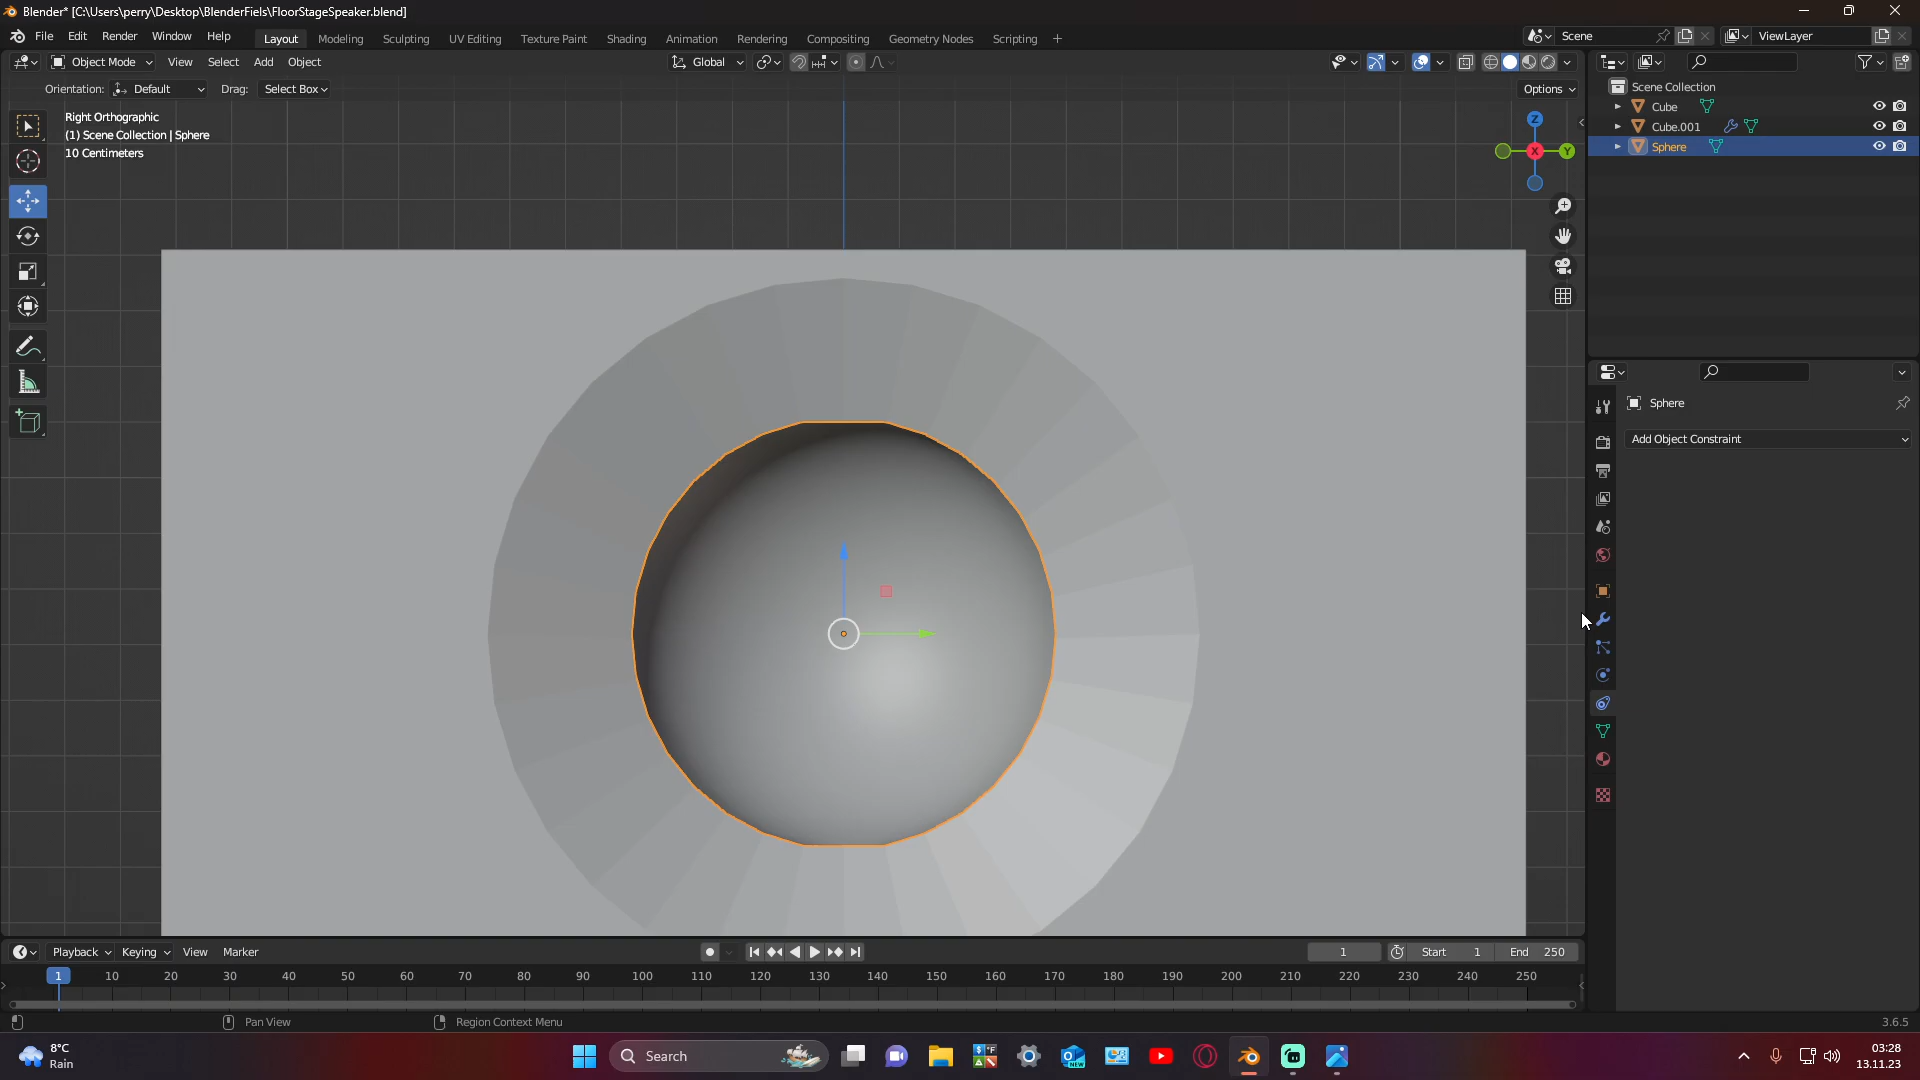 Blender* [C:\Users\perry\Desktop\BlenderFiels\FloorStageSpeaker.blend]
File Edit Render Window Help Layout Modeling Sculpting UV Editing Texture Paint Shading Animation Rendering Compositing Geometry Nodes Scripting + Scene ViewLayer
Object Mode View Select Add Object Global
Orientation: Default Drag: Select Box Options
Right Orthographic
(1) Scene Collection | Sphere
10 Centimeters
Z
X
Y
Scene Collection
Cube
Cube.001
Sphere
Sphere
Add Object Constraint
Playback Keying View Marker 1 Start 1 End 250
1 10 20 30 40 50 60 70 80 90 100 110 120 130 140 150 160 170 180 190 200 210 220 230 240 250
Pan View Region Context Menu 3.6.5
8°C
Rain
Search
NEW
03:28
13.11.23